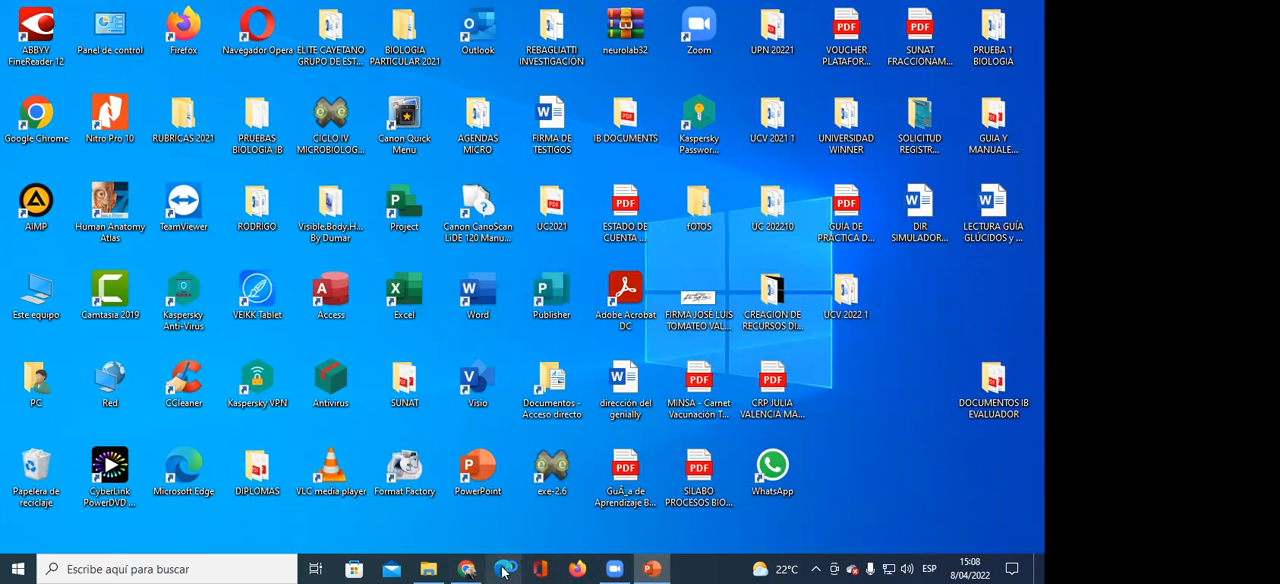 ABBYY FineReader 12
Panel de control
Firefox
Navegador Opera
ELITE CAYETANO GRUPO DE EST...
BIOLOGIA PARTICULAR 2021
Outlook
REBAGLIATTI INVESTIGACIÓN
neurolab32
Zoom
UPN 20221
VOUCHER PLATAFOR...
SUNAT FRACCIONAM...
PRUEBA 1 BIOLOGIA
Google Chrome
Nitro Pro 10
RUBRICAS 2021
PRUEBAS BIOLOGIA IB
CICLO IV MICROBIOLOG...
Canon Quick Menu
AGENDAS MICRO
FIRMA DE TESTIGOS
IB DOCUMENTS
Kaspersky Passwor...
UCV 2021 1
UNIVERSIDAD WINNER
SOLICITUD REGISTR...
GUIA Y MANUALE...
AIMP
Human Anatomy Atlas
TeamViewer
RODRIGO
Visible.Body.H... By Dumar
Project
Canon CanoScan LiDE 120 Manu...
UC2021
ESTADO DE CUENTA ...
fOTOS
UC 202210
GUIA DE PRÁCTICA D...
DIR SIMULADOR...
LECTURA GUÍA GLÚCIDOS y ...
Este equipo
Camtasia 2019
Kaspersky Anti-Virus
VEIKK Tablet
Access
Excel
Word
Publisher
Adobe Acrobat DC
FIRMA JOSÉ LUIS TOMATEO VAL...
CREACIÓN DE RECURSOS DI...
UCV 2022 1
PC
Red
CCleaner
Kaspersky VPN
Antivirus
SUNAT
Visio
Documentos - Acceso directo
dirección del genially
MINSA - Carnet Vacunación T...
CRP JULIA VALENCIA MA...
DOCUMENTOS IB EVALUADOR
Papelera de reciclaje
CyberLink PowerDVD ...
Microsoft Edge
DIPLOMAS
VLC media player
Format Factory
PowerPoint
exe-2.6
GuÃ_a de Aprendizaje B...
SILABO PROCESOS BIO...
WhatsApp
Escribe aquí para buscar
22°C
ESP
15:08
8/04/2022